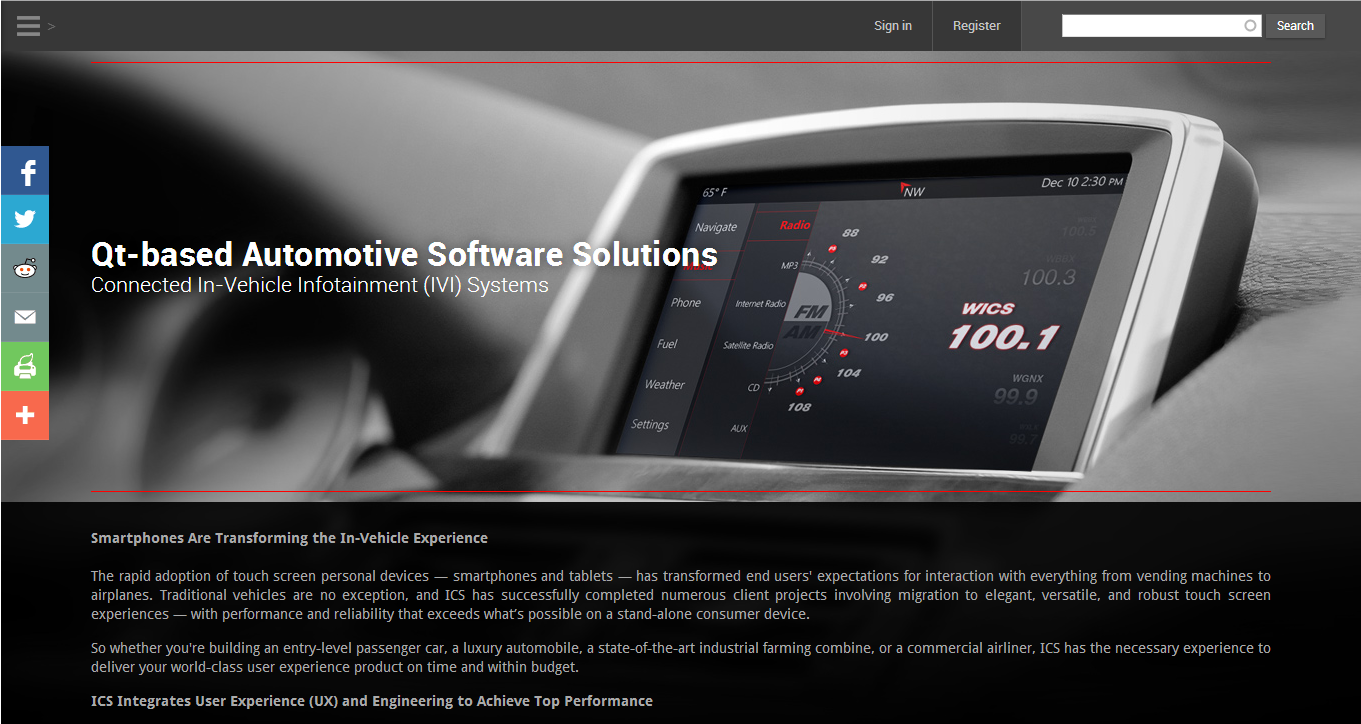 >
Sign in
Register
Search
65° F
NW
Dec 10 2:30 PM
Navigate
Radio
88
MP3
92
100.3
Qt-based Automotive Software Solutions
Connected In-Vehicle Infotainment (IVI) Systems
Phone
Internet Radio
96
FM
WICS
AM
100
100.1
Fuel
Satellite Radio
104
Weather
CD
WGNX
108
99.9
Settings
AUX
99.7
Smartphones Are Transforming the In-Vehicle Experience
The rapid adoption of touch screen personal devices — smartphones and tablets — has transformed end users' expectations for interaction with everything from vending machines to
airplanes. Traditional vehicles are no exception, and ICS has successfully completed numerous client projects involving migration to elegant, versatile, and robust touch screen
experiences — with performance and reliability that exceeds what's possible on a stand-alone consumer device.
So whether you're building an entry-level passenger car, a luxury automobile, a state-of-the-art industrial farming combine, or a commercial airliner, ICS has the necessary experience to
deliver your world-class user experience product on time and within budget.
ICS Integrates User Experience (UX) and Engineering to Achieve Top Performance